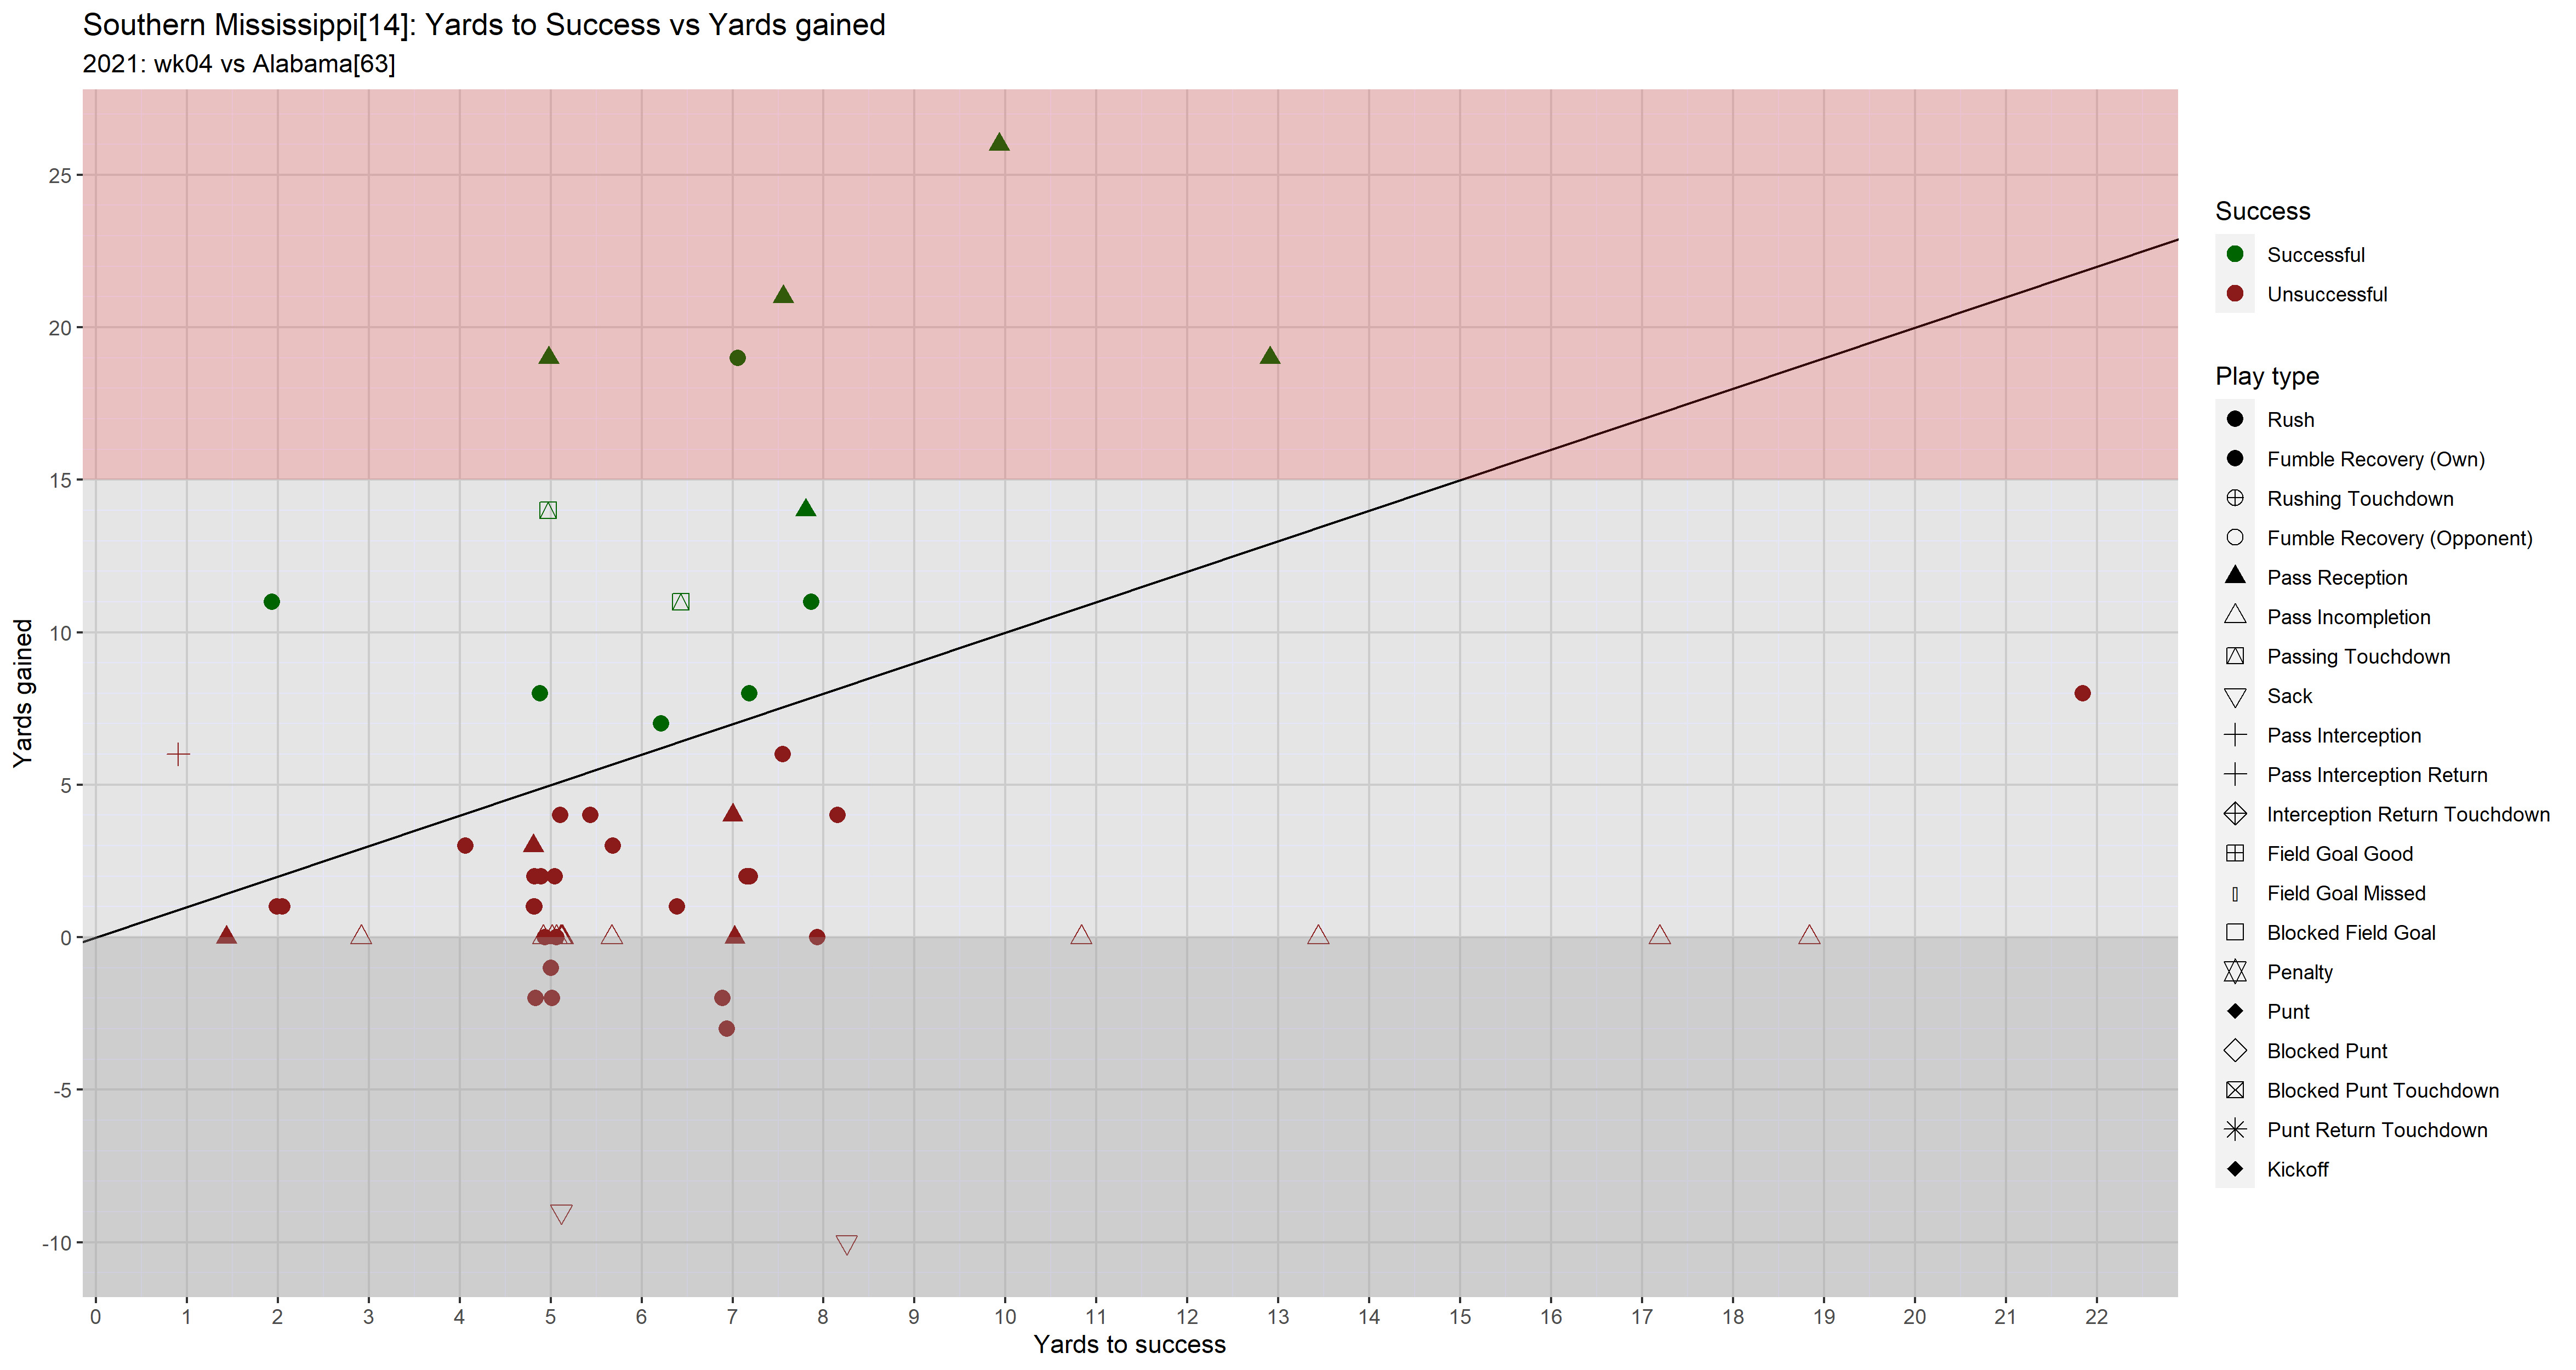 Southern Mississippi[14]: Yards to Success vs Yards gained
2021: wk04 vs Alabama[63]
Yards gained
25
20
15
10
5
0
-5
-10
0 1 2 3 4 5 6 7 8 9 10 11 12 13 14 15 16 17 18 19 20 21 22
Yards to success
Success
Successful
Unsuccessful
Play type
Rush
Fumble Recovery (Own)
Rushing Touchdown
Fumble Recovery (Opponent)
Pass Reception
Pass Incompletion
Passing Touchdown
Sack
Pass Interception
Pass Interception Return
Interception Return Touchdown
Field Goal Good
Field Goal Missed
Blocked Field Goal
Penalty
Punt
Blocked Punt
Blocked Punt Touchdown
Punt Return Touchdown
Kickoff